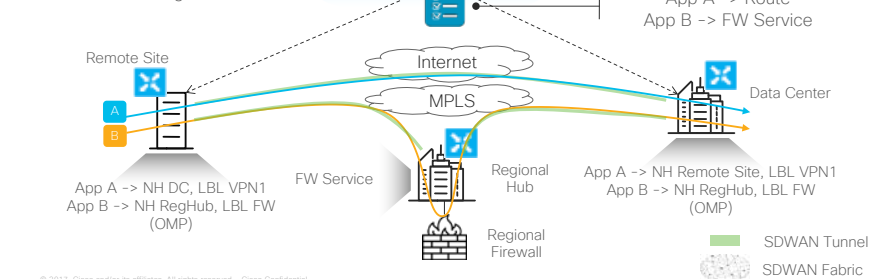 App A -> Route
App B -> FW Service
Remote Site
Internet
MPLS
Data Center
A
B
FW Service
Regional
Hub
App A -> NH DC, LBL VPN1
App B -> NH RegHub, LBL FW
(OMP)
App A -> NH Remote Site, LBL VPN1
App B -> NH RegHub, LBL FW
(OMP)
Regional
Firewall
SDWAN Tunnel
SDWAN Fabric